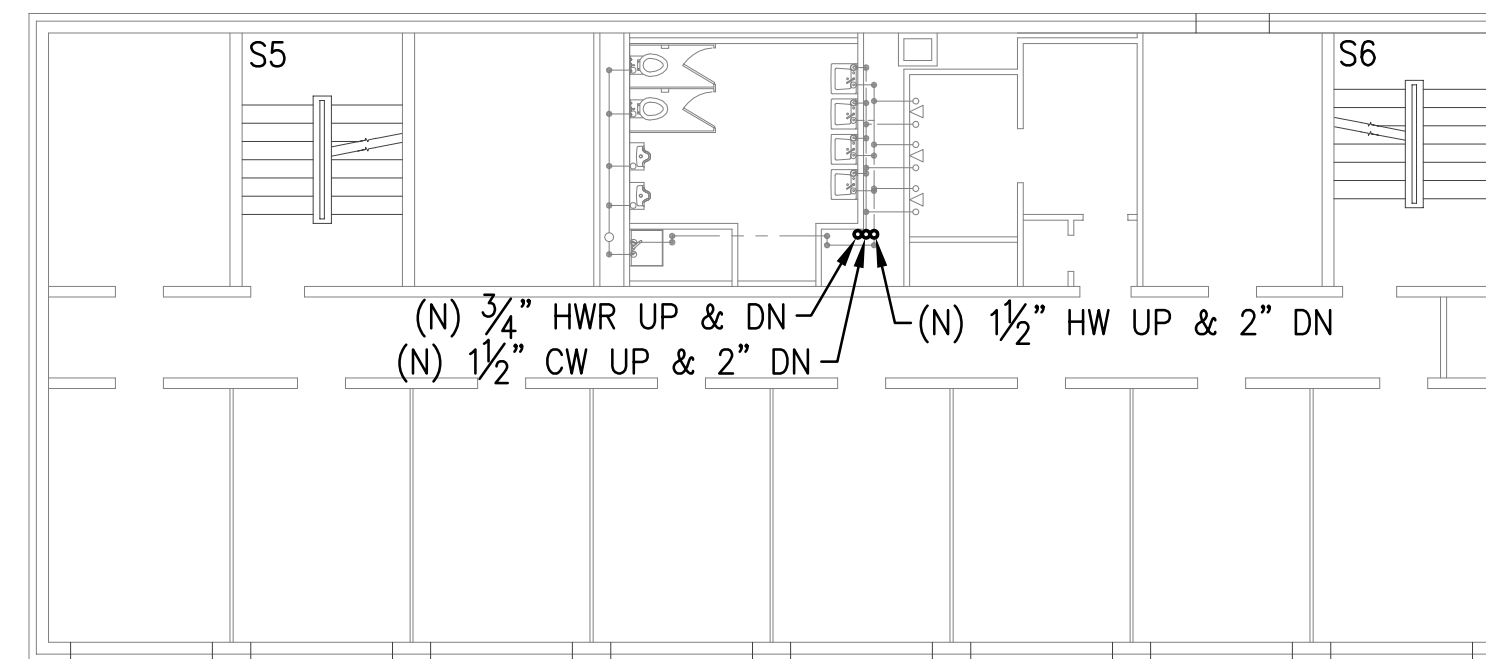 S5
S6
(N) 3/4" HWR UP & DN
(N) 1 1/2" HW UP & 2" DN
(N) 1 1/2" CW UP & 2" DN